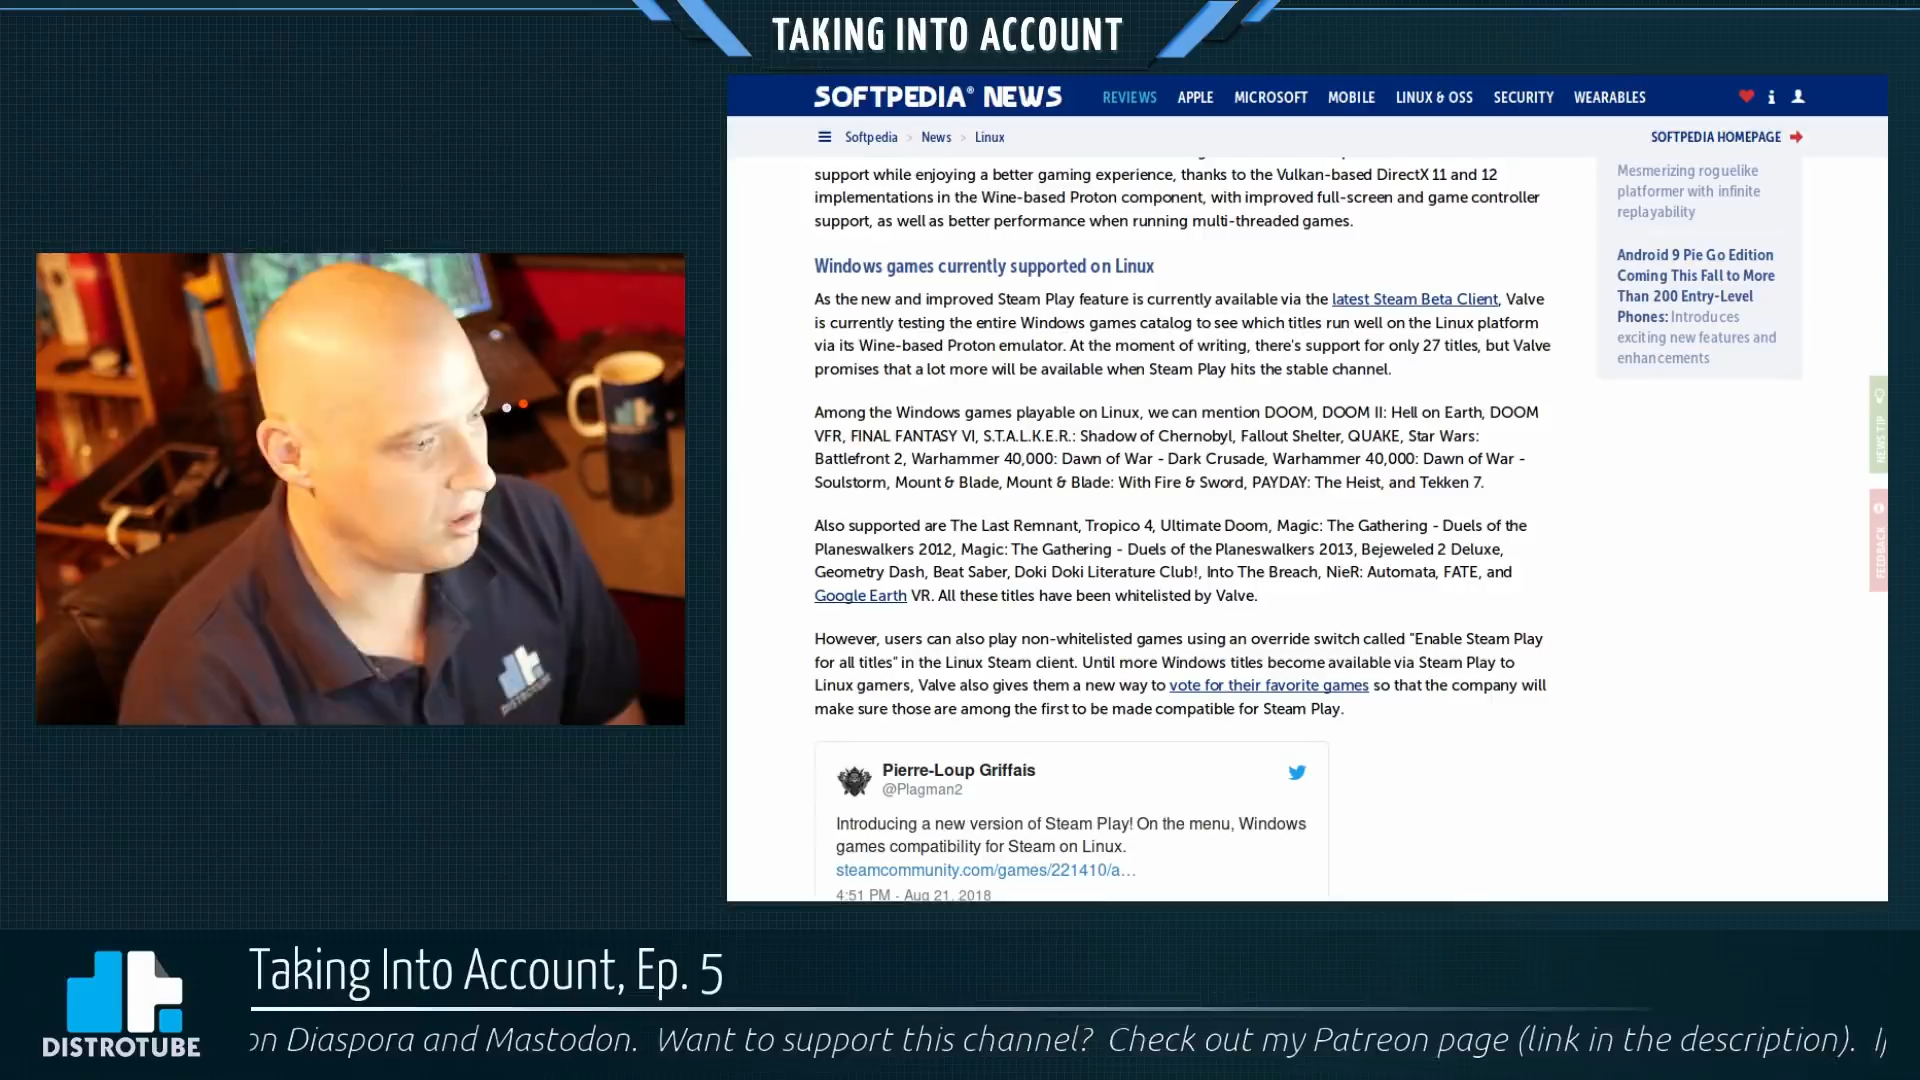 TAKING INTO ACCOUNT
SOFTPEDIA® NEWS
REVIEWS APPLE MICROSOFT MOBILE LINUX & OSS SECURITY WEARABLES
Softpedia > News > Linux
SOFTPEDIA HOMEPAGE
support while enjoying a better gaming experience, thanks to the Vulkan-based DirectX 11 and 12
implementations in the Wine-based Proton component, with improved full-screen and game controller
support, as well as better performance when running multi-threaded games.
Windows games currently supported on Linux
As the new and improved Steam Play feature is currently available via the latest Steam Beta Client, Valve
is currently testing the entire Windows games catalog to see which titles run well on the Linux platform
via its Wine-based Proton emulator. At the moment of writing, there's support for only 27 titles, but Valve
promises that a lot more will be available when Steam Play hits the stable channel.
Among the Windows games playable on Linux, we can mention DOOM, DOOM II: Hell on Earth, DOOM
VFR, FINAL FANTASY VI, S.T.A.L.K.E.R.: Shadow of Chernobyl, Fallout Shelter, QUAKE, Star Wars:
Battlefront 2, Warhammer 40,000: Dawn of War - Dark Crusade, Warhammer 40,000: Dawn of War -
Soulstorm, Mount & Blade, Mount & Blade: With Fire & Sword, PAYDAY: The Heist, and Tekken 7.
Also supported are The Last Remnant, Tropico 4, Ultimate Doom, Magic: The Gathering - Duels of the
Planeswalkers 2012, Magic: The Gathering - Duels of the Planeswalkers 2013, Bejeweled 2 Deluxe,
Geometry Dash, Beat Saber, Doki Doki Literature Club!, Into The Breach, NieR: Automata, FATE, and
Google Earth VR. All these titles have been whitelisted by Valve.
However, users can also play non-whitelisted games using an override switch called "Enable Steam Play
for all titles" in the Linux Steam client. Until more Windows titles become available via Steam Play to
Linux gamers, Valve also gives them a new way to vote for their favorite games so that the company will
make sure those are among the first to be made compatible for Steam Play.
Pierre-Loup Griffais
@Plagman2
Introducing a new version of Steam Play! On the menu, Windows
games compatibility for Steam on Linux.
steamcommunity.com/games/221410/a…
4:51 PM - Aug 21, 2018
Mesmerizing roguelike
platformer with infinite
replayability
Android 9 Pie Go Edition
Coming This Fall to More
Than 200 Entry-Level
Phones: Introduces
exciting new features and
enhancements
NEWS TIP
FEEDBACK
DISTROTUBE
Taking Into Account, Ep. 5
on Diaspora and Mastodon. Want to support this channel? Check out my Patreon page (link in the description).
DISTROTUBE